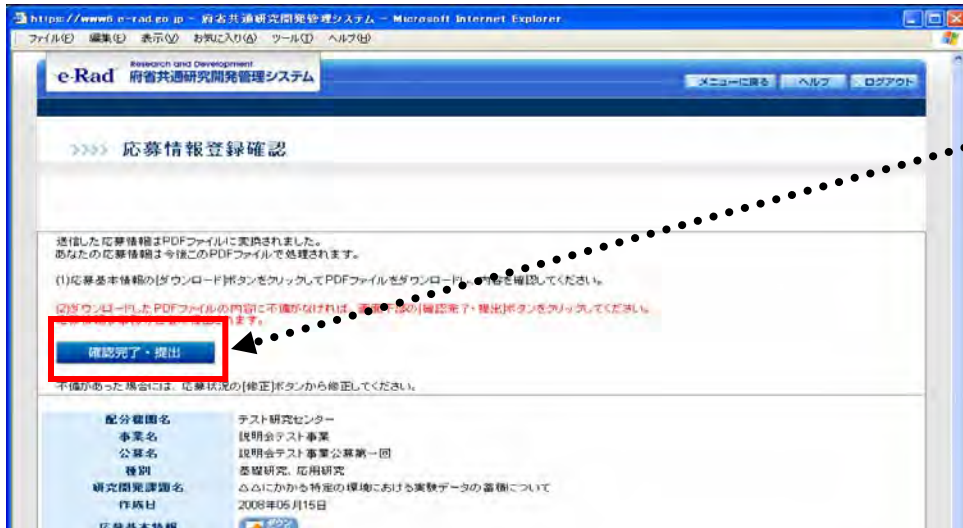 https://www6.e-rad.go.jp - 府省共通研究開発管理システム - Microsoft Internet Explorer
ファイル(F) 編集(E) 表示(V) お気に入り(A) ツール(T) ヘルプ(H)
Research and Development
e-Rad 府省共通研究開発管理システム
メニューに戻る ヘルプ ログアウト
>>>> 応募情報登録確認
送信した応募情報はPDFファイルに変換されました。
あなたの応募情報は今後このPDFファイルで処理されます。
(1)応募基本情報の[ダウンロード]ボタンをクリックしてPDFファイルをダウンロードし、内容を確認してください。
(2)ダウンロードしたPDFファイルの内容に不備がなければ、画面下部の[確認完了・提出]ボタンをクリックしてください。
されます。
確認完了・提出
不備があった場合には、応募状況の[修正]ボタンから修正してください。
配分機関名 テスト研究センター
事業名 説明会テスト事業
公募名 説明会テスト事業公募第一回
種別 基礎研究、応用研究
研究開発課題名 △△にかかる特定の環境における実験データの蓄積について
作成日 2008年05月15日
応募基本情報 ダウン